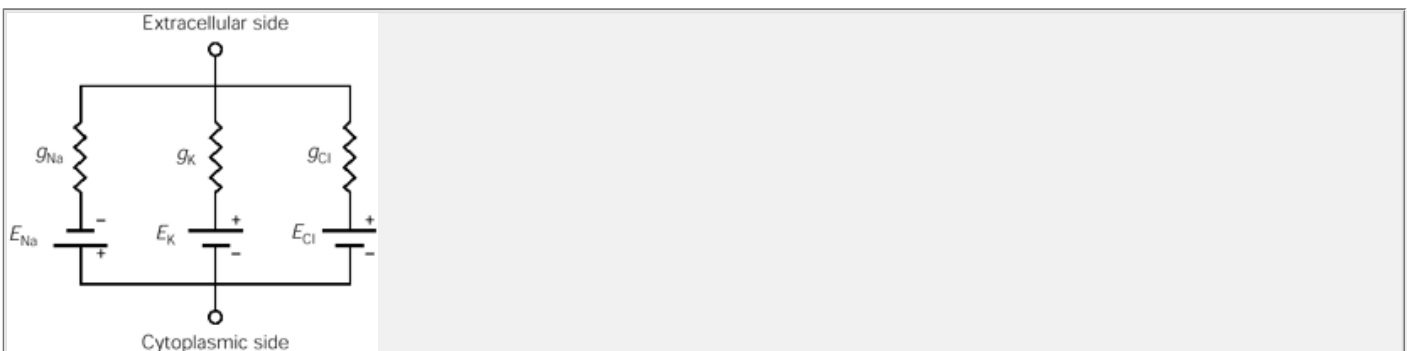 Extracellular side
gNa
gK
gCl
ENa
−
+
EK
+
−
ECl
+
−
Cytoplasmic side